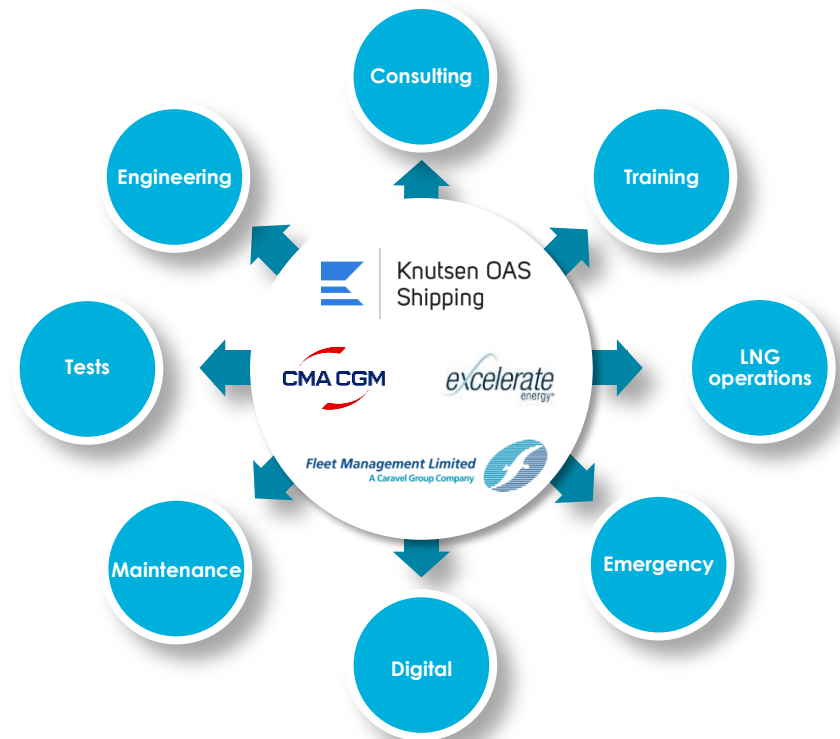 Consulting
Engineering
Training
Knutsen OAS
Shipping
Tests
CMA CGM
excelerate
energy
LNG
operations
Fleet Management Limited
A Caravel Group Company
Maintenance
Emergency
Digital